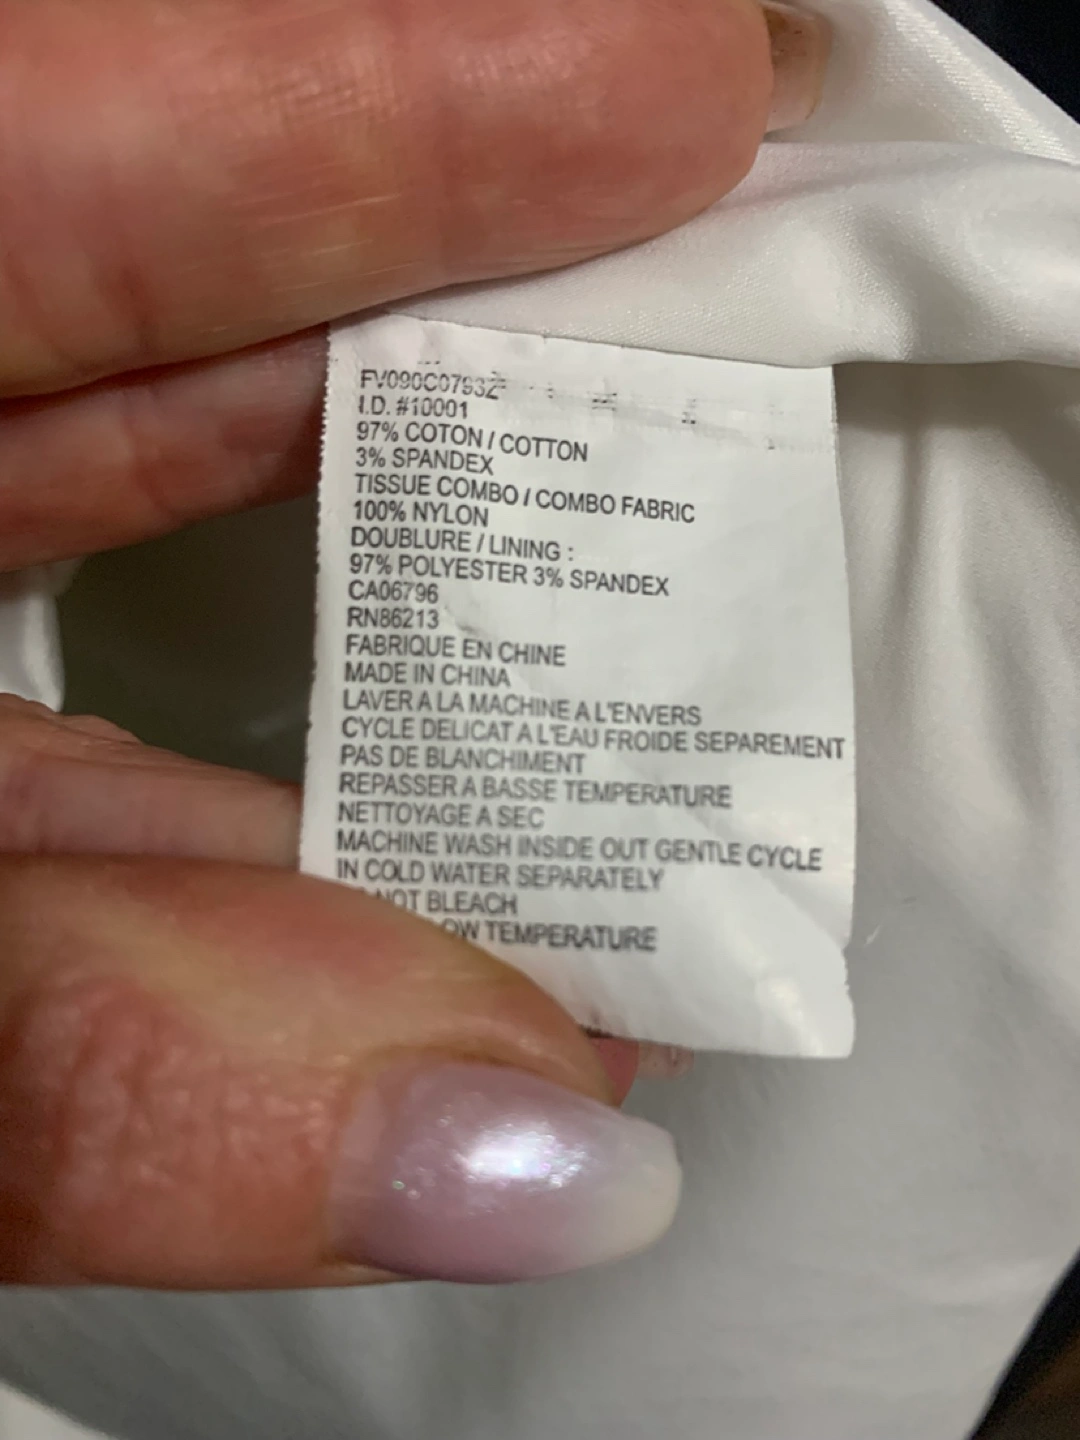 FV090C0793Z
I.D. #10001
97% COTON / COTTON
3% SPANDEX
TISSUE COMBO / COMBO FABRIC
100% NYLON
DOUBLURE / LINING :
97% POLYESTER 3% SPANDEX
CA06796
RN86213
FABRIQUE EN CHINE
MADE IN CHINA
LAVER A LA MACHINE A L'ENVERS
CYCLE DELICAT A L'EAU FROIDE SEPAREMENT
PAS DE BLANCHIMENT
REPASSER A BASSE TEMPERATURE
NETTOYAGE A SEC
MACHINE WASH INSIDE OUT GENTLE CYCLE
IN COLD WATER SEPARATELY
NOT BLEACH
OW TEMPERATURE